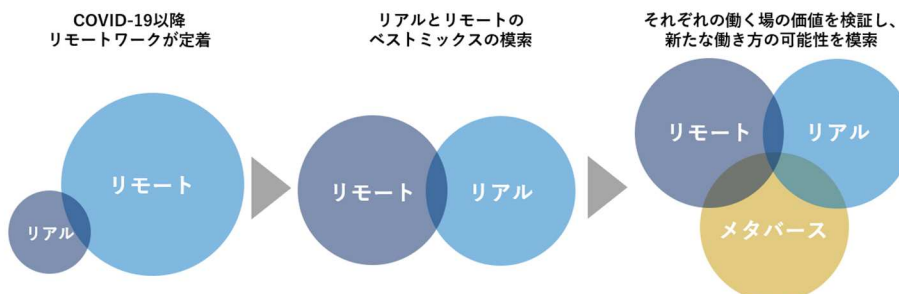 COVID-19以降
リモートワークが定着
リアル
リモート
リアルとリモートの
ベストミックスの模索
リモート
リアル
それぞれの働く場の価値を検証し、
新たな働き方の可能性を模索
リモート
リアル
メタバース